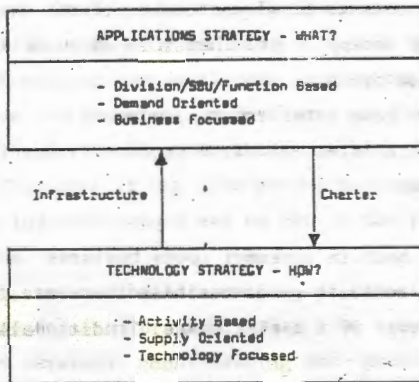 APPLICATIONS STRATEGY - WHAT?
- Division/SBU/Function Based
- Demand Oriented
- Business Focussed
Infrastructure Charter
TECHNOLOGY STRATEGY - HOW?
- Activity Based
- Supply Oriented
- Technology Focussed